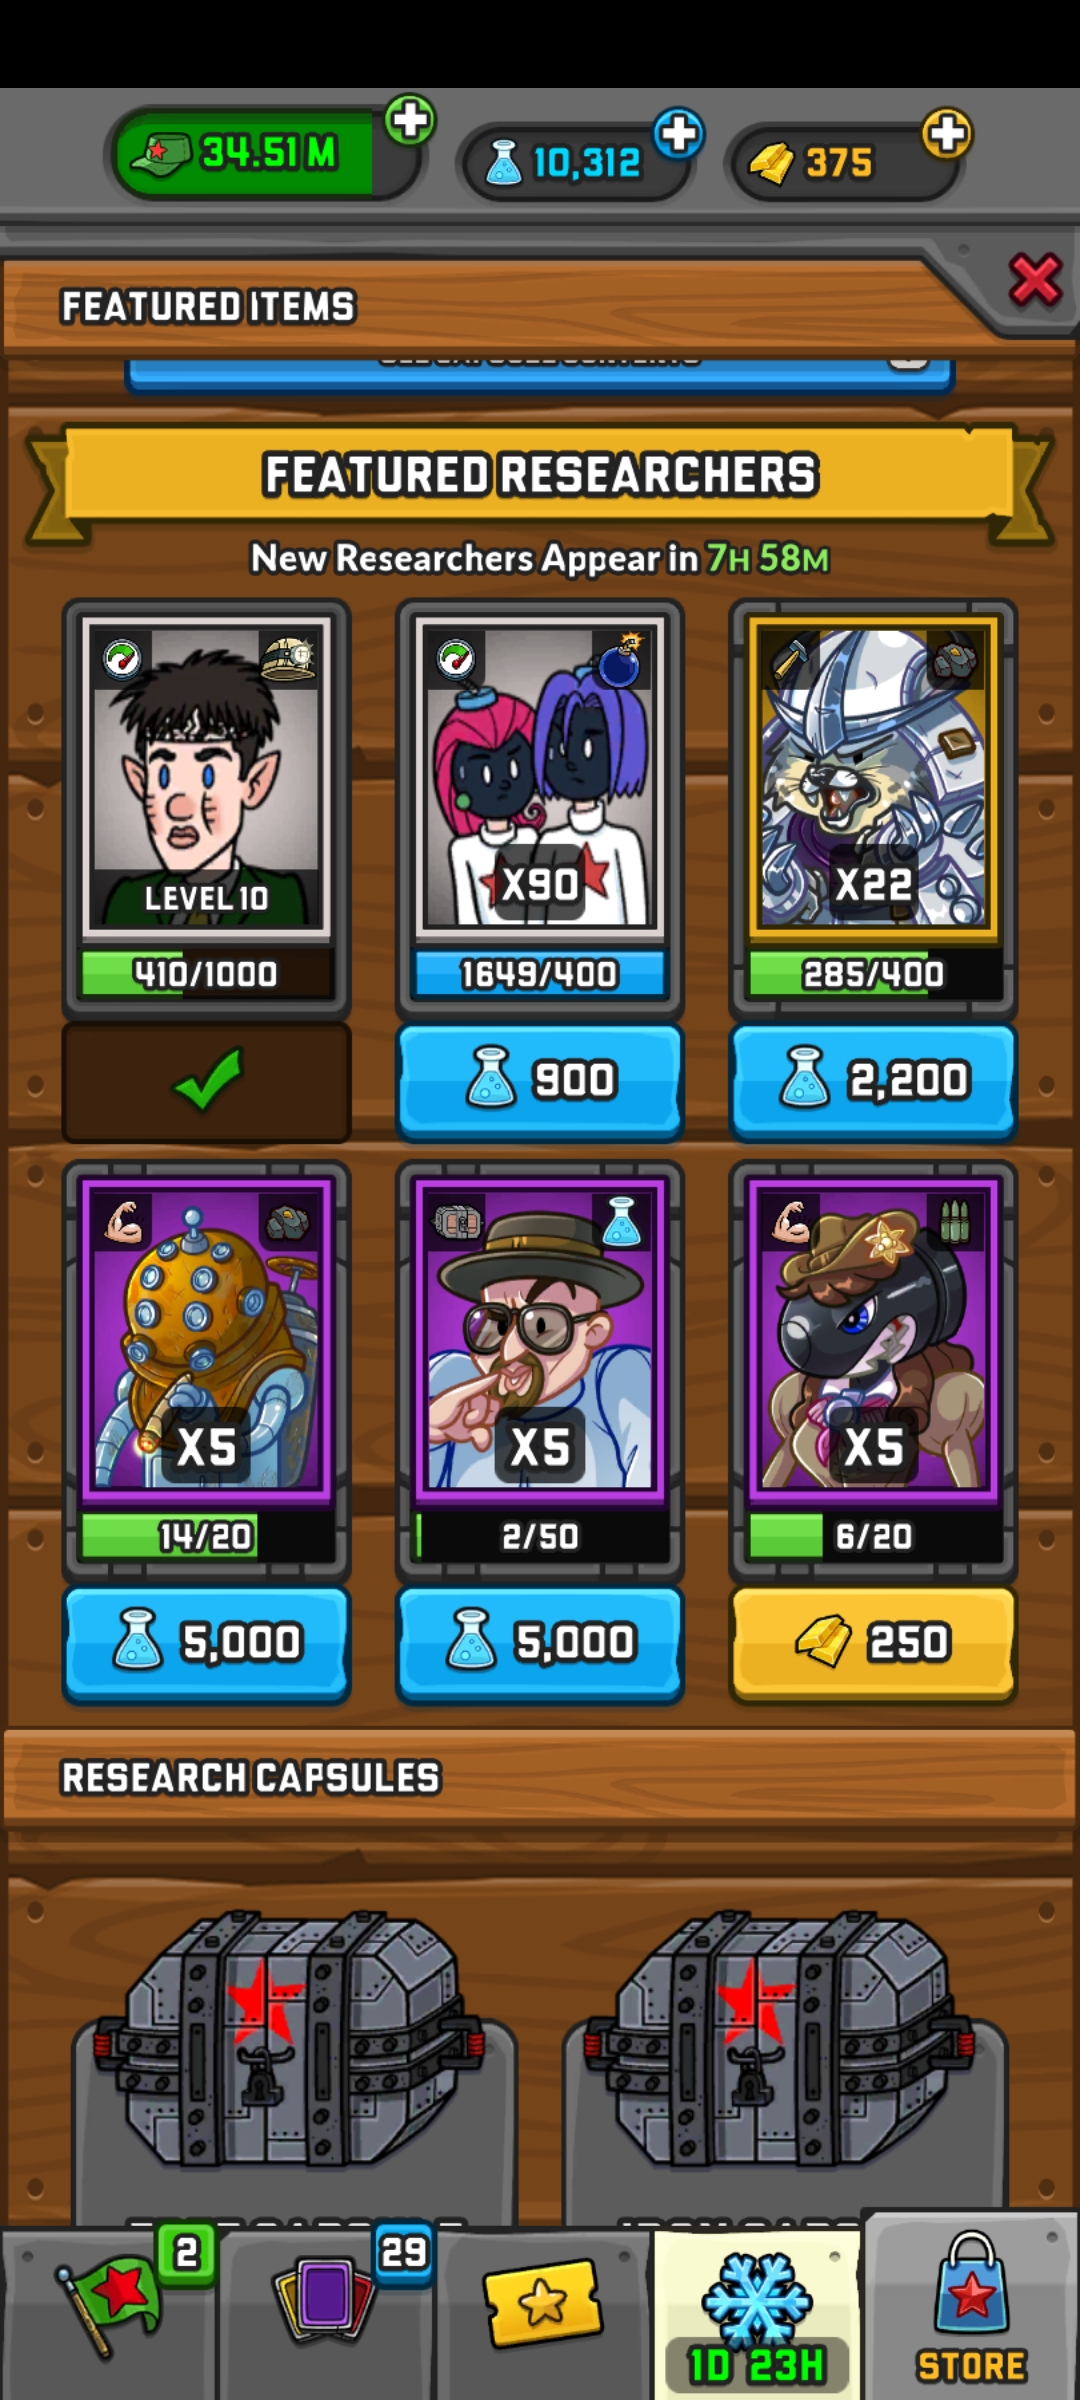 34.51 M
10,312
375
FEATURED ITEMS
FEATURED RESEARCHERS
New Researchers Appear in 7H 58M
LEVEL 10
X90
X22
410/1000
1649/400
285/400
900
2,200
X5
X5
X5
14/20
2/50
6/20
5,000
5,000
250
RESEARCH CAPSULES
2
29
1D 23H
STORE